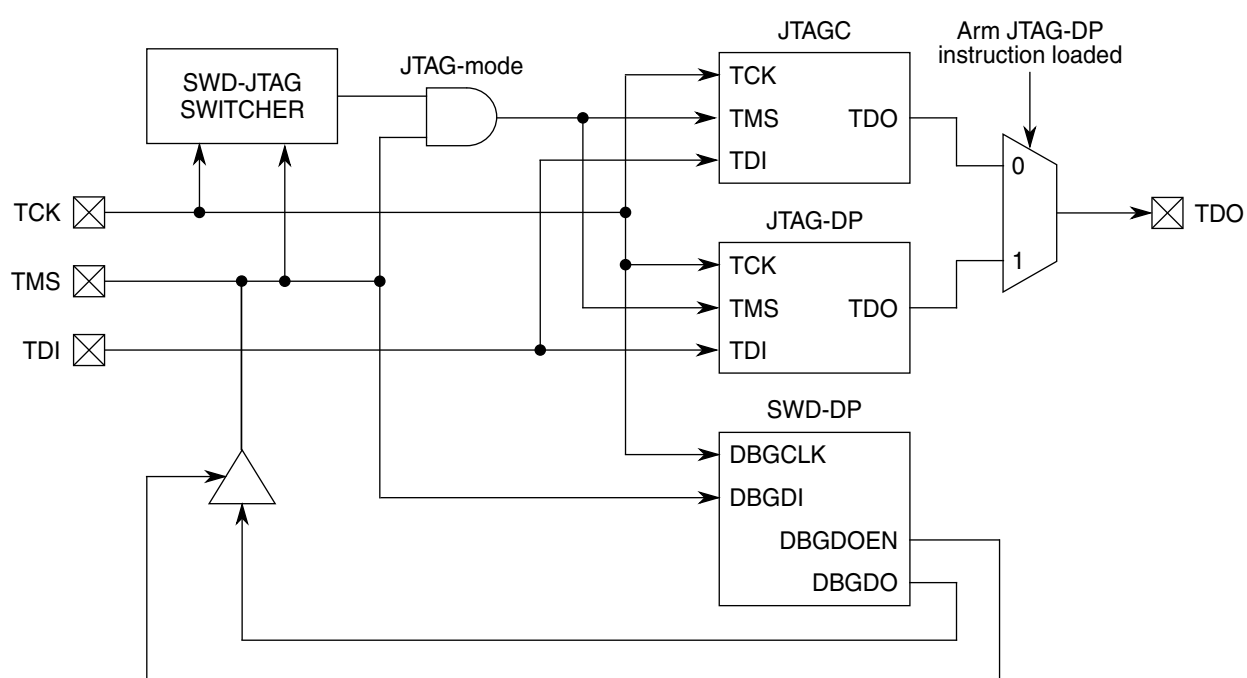 JTAGC
Arm JTAG-DP
instruction loaded
SWD-JTAG
SWITCHER
JTAG-mode
TCK
TMS
TDO
TDI
0
TCK
TDO
JTAG-DP
TMS
TCK
1
TMS
TDO
TDI
TDI
SWD-DP
DBGCLK
DBGDI
DBGDOEN
DBGDO